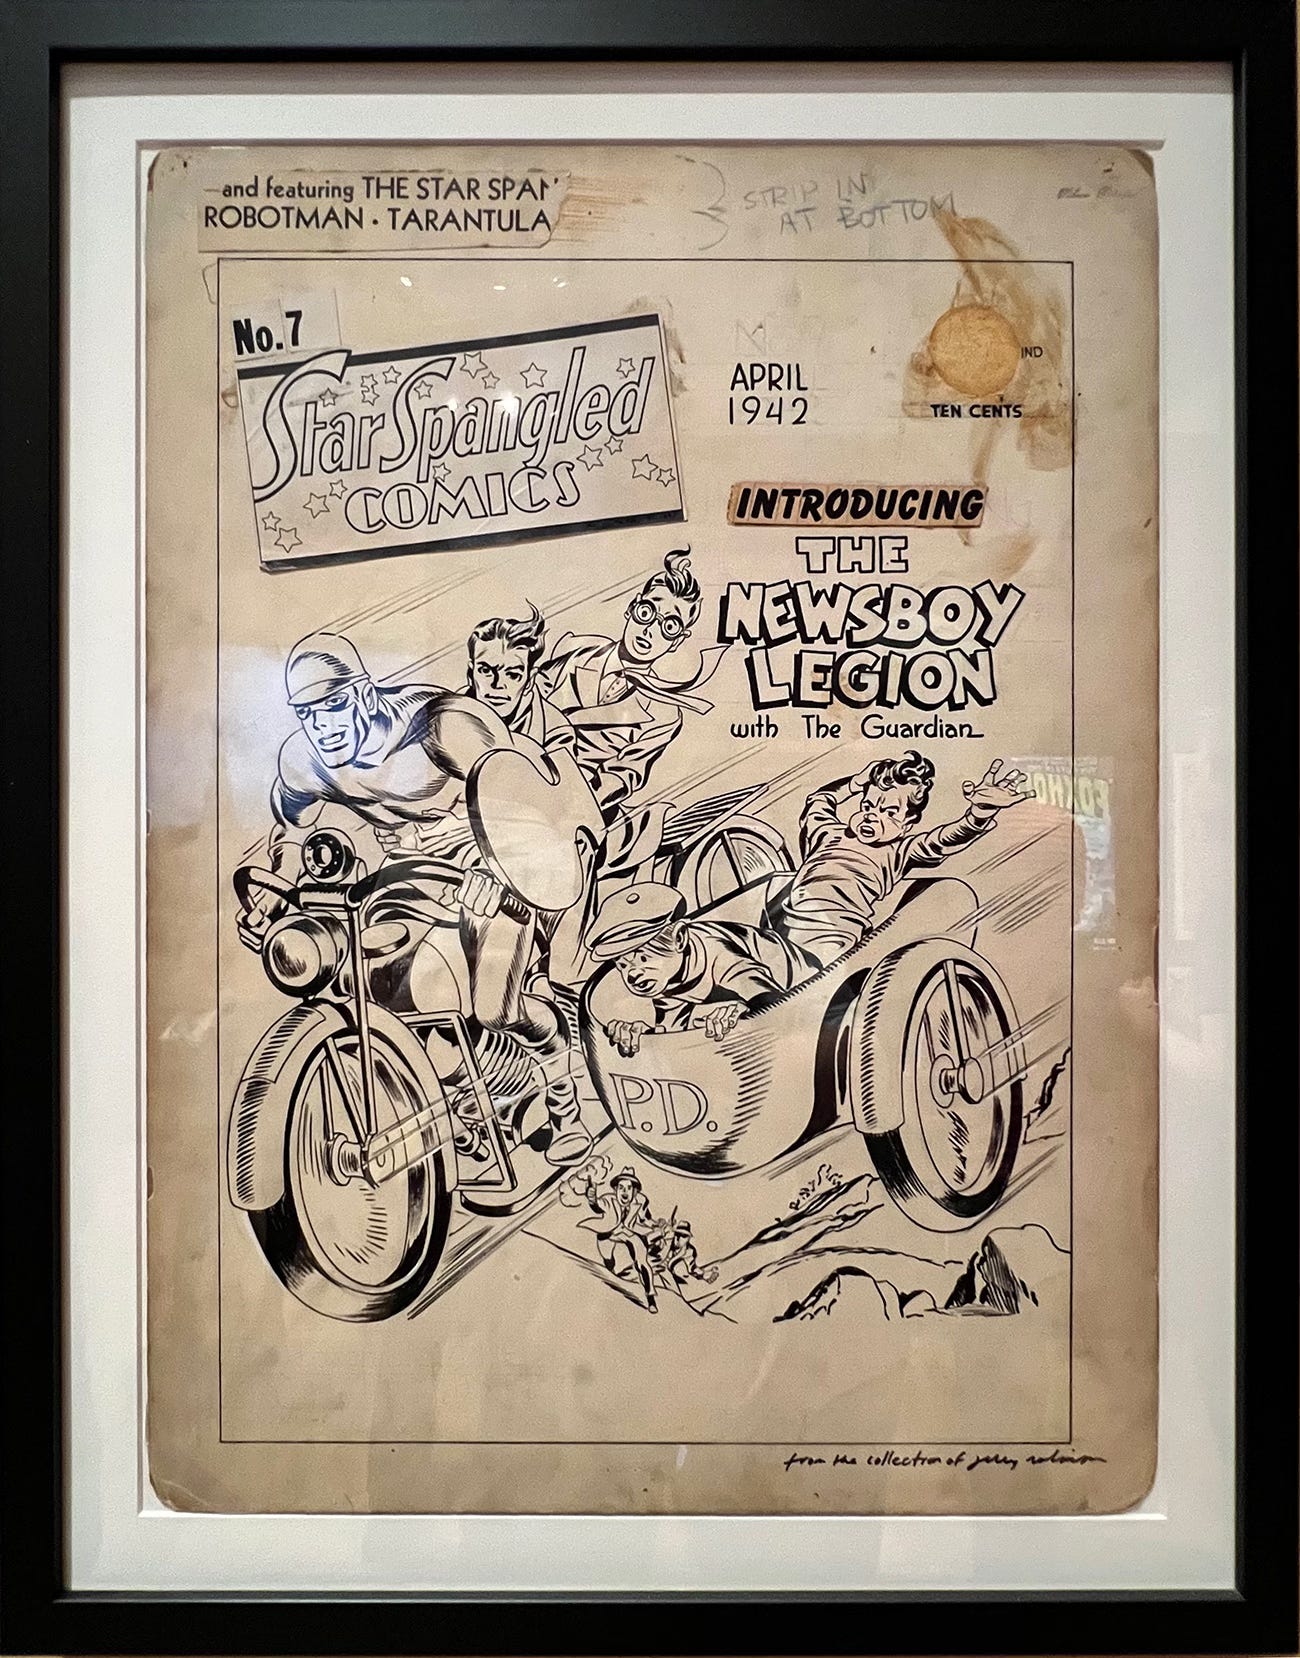 —and featuring THE STAR SPAN
ROBOTMAN · TARANTULA
STRIP IN
AT BOTTOM
No.7
Star Spangled
COMICS
APRIL
1942
IND
TEN CENTS
INTRODUCING
THE
NEWSBOY
LEGION
with The Guardian
P.D.
from the collection of jerry robinson